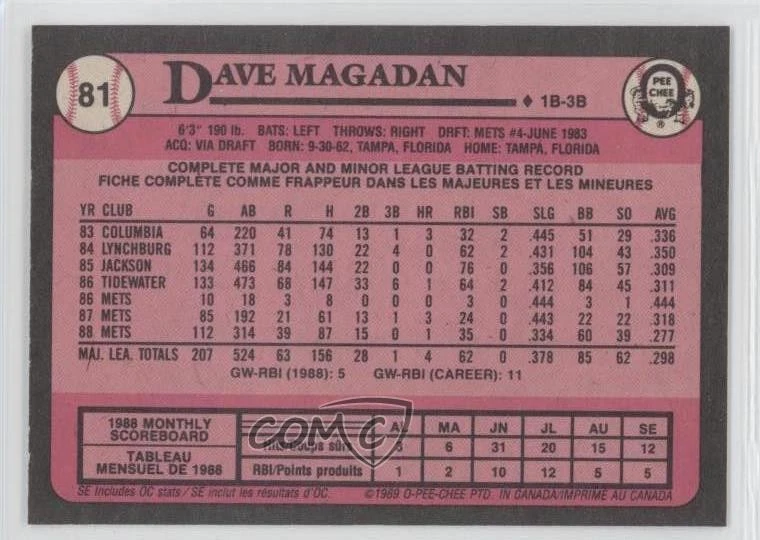 81
DAVE MAGADAN
♦ 1B-3B
O PEE CHEE ®
6'3" 190 lb. BATS: LEFT THROWS: RIGHT DRFT: METS #4-JUNE 1983
ACQ: VIA DRAFT BORN: 9-30-62, TAMPA, FLORIDA HOME: TAMPA, FLORIDA
COMPLETE MAJOR AND MINOR LEAGUE BATTING RECORD
FICHE COMPLÈTE COMME FRAPPEUR DANS LES MAJEURES ET LES MINEURES
YR CLUB G AB R H 2B 3B HR RBI SB SLG BB SO AVG
83 COLUMBIA 64 220 41 74 13 1 3 32 2 .445 51 29 .336
84 LYNCHBURG 112 371 78 130 22 4 0 62 2 .431 104 43 .350
85 JACKSON 134 466 84 144 22 0 0 76 0 .356 106 57 .309
86 TIDEWATER 133 473 68 147 33 6 1 64 2 .412 84 45 .311
86 METS 10 18 3 8 0 0 0 3 0 .444 3 1 .444
87 METS 85 192 21 61 13 1 3 24 0 .443 22 22 .318
88 METS 112 314 39 87 15 0 1 35 0 .334 60 39 .277
MAJ. LEA. TOTALS 207 524 63 156 28 1 4 62 0 .378 85 62 .298
GW-RBI (1988): 5 GW-RBI (CAREER): 11
1988 MONTHLY SCOREBOARD
TABLEAU MENSUEL DE 1988
AL MA JN JL AU SE
Hits/Coups sûrs 3 6 31 20 15 12
RBI/Points produits 1 2 10 12 5 5
COMC
SE Includes OC stats / SE inclut les résultats d'OC. ©1989 O-PEE-CHEE PTD. IN CANADA/IMPRIMÉ AU CANADA